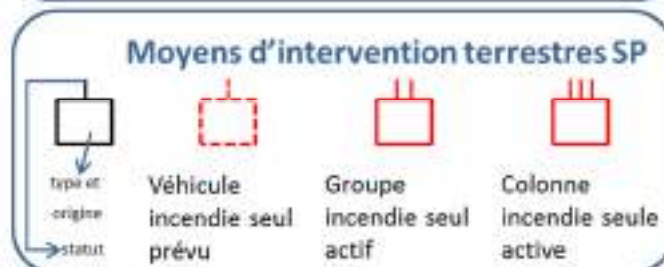 Moyens d'intervention terrestres SP
type et
origine
statut
Véhicule
incendie seul
prévu
Groupe
incendie seul
actif
Colonne
incendie seule
active